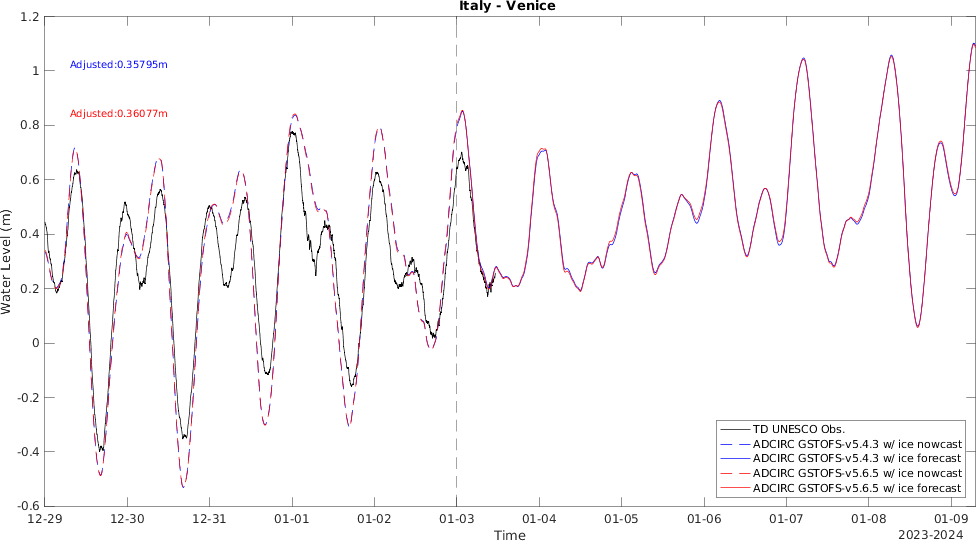 Italy - Venice
1.2
1
0.8
0.6
0.4
0.2
0
-0.2
-0.4
-0.6
Water Level (m)
Adjusted:0.35795m
Adjusted:0.36077m
TD UNESCO Obs.
ADCIRC GSTOFS-v5.4.3 w/ ice nowcast
ADCIRC GSTOFS-v5.4.3 w/ ice forecast
ADCIRC GSTOFS-v5.6.5 w/ ice nowcast
ADCIRC GSTOFS-v5.6.5 w/ ice forecast
12-29 12-30 12-31 01-01 01-02 01-03 01-04 01-05 01-06 01-07 01-08 01-09
Time
2023-2024